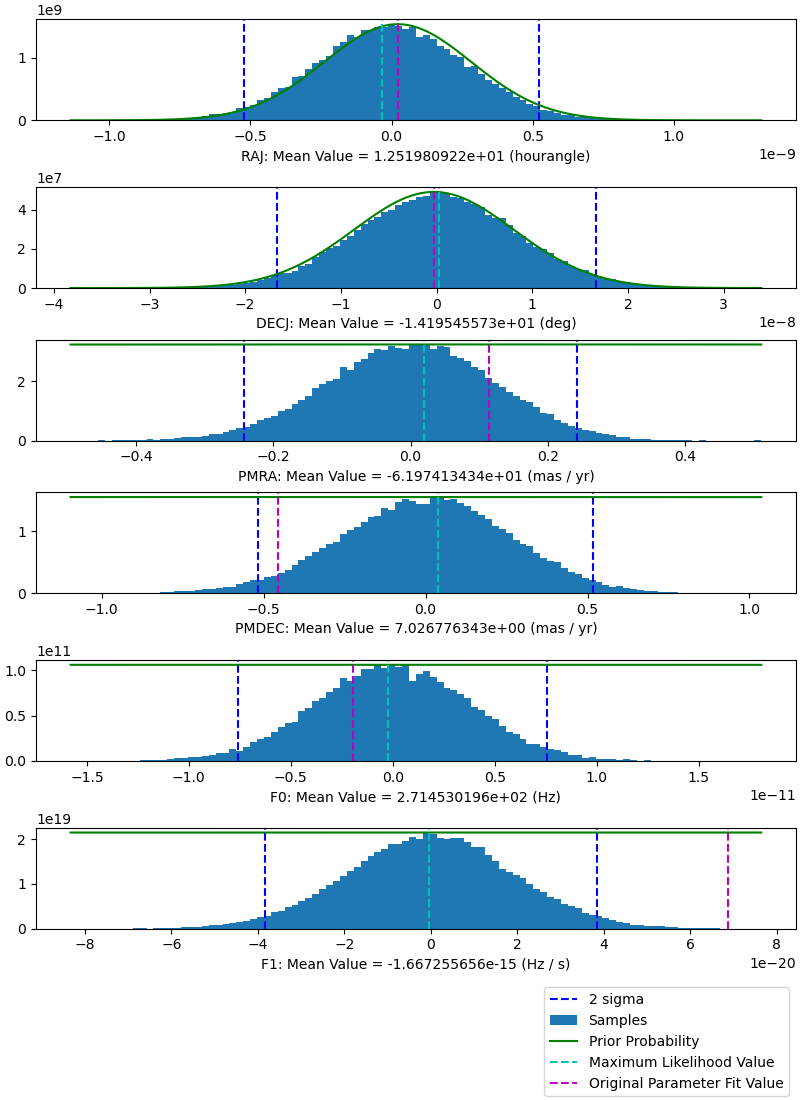 1e9
1
0
−1.0 −0.5 0.0 0.5 1.0
1e−9
RAJ: Mean Value = 1.251980922e+01 (hourangle)
1e7
4
2
0
−4 −3 −2 −1 0 1 2 3
1e−8
DECJ: Mean Value = -1.419545573e+01 (deg)
2
0
−0.4 −0.2 0.0 0.2 0.4
PMRA: Mean Value = -6.197413434e+01 (mas / yr)
1
0
−1.0 −0.5 0.0 0.5 1.0
PMDEC: Mean Value = 7.026776343e+00 (mas / yr)
1e11
1.0
0.5
0.0
−1.5 −1.0 −0.5 0.0 0.5 1.0 1.5
1e−11
F0: Mean Value = 2.714530196e+02 (Hz)
1e19
2
1
0
−8 −6 −4 −2 0 2 4 6 8
1e−20
F1: Mean Value = -1.667255656e-15 (Hz / s)
2 sigma
Samples
Prior Probability
Maximum Likelihood Value
Original Parameter Fit Value